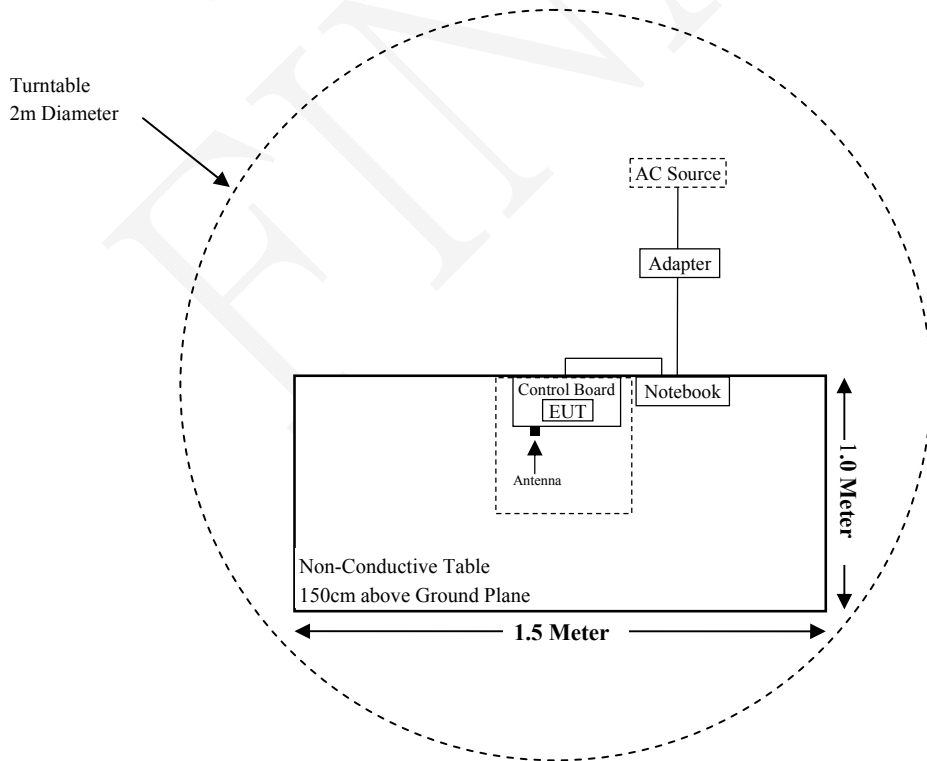 Turntable
2m Diameter
AC Source
Adapter
Control Board
EUT
Notebook
Antenna
1.0 Meter
Non-Conductive Table
150cm above Ground Plane
1.5 Meter